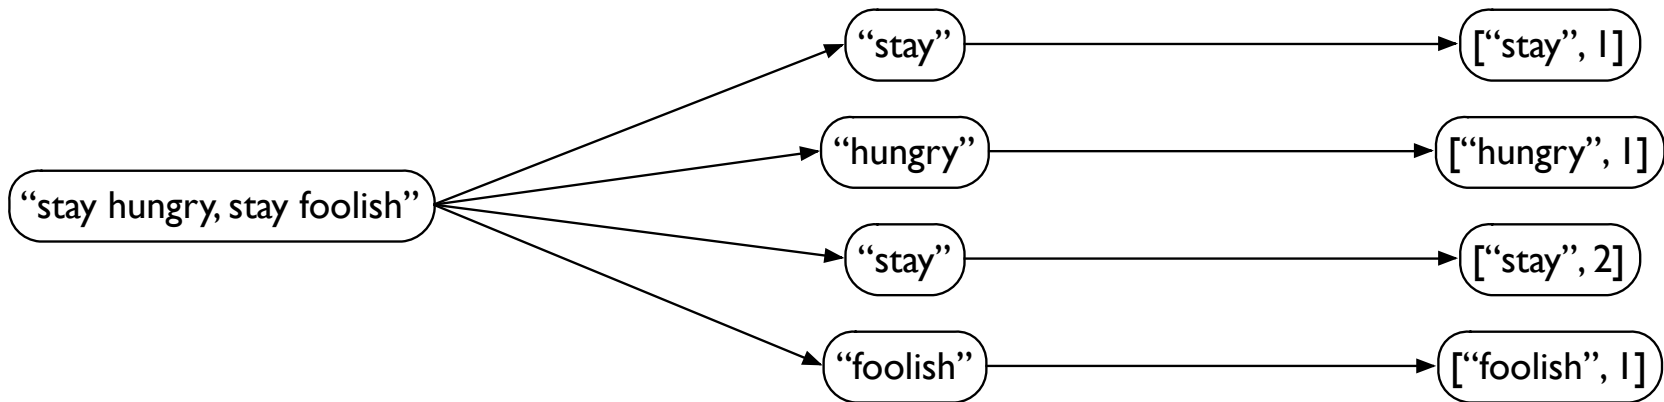 “stay”
[“stay”, 1]
“hungry”
[“hungry”, 1]
“stay hungry, stay foolish”
“stay”
[“stay”, 2]
“foolish”
[“foolish”, 1]